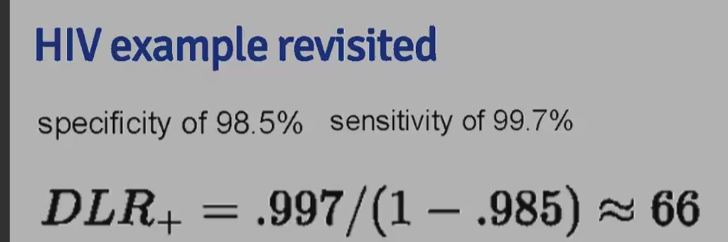 HIV example revisited
specificity of 98.5% sensitivity of 99.7%
DLR₊ = .997/(1 − .985) ≈ 66